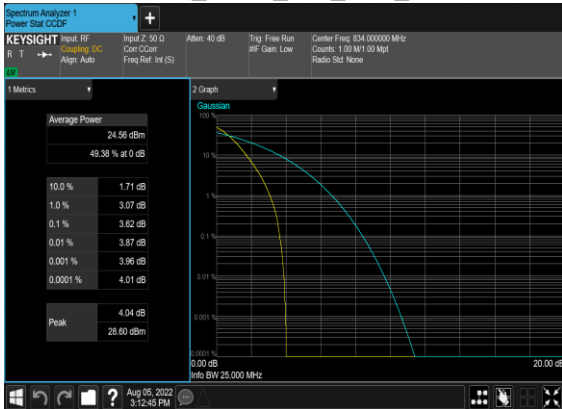 Spectrum Analyzer 1
Power Stat CCDF
+
KEYSIGHT
R T
LXI
Input: RF
Coupling: DC
Align: Auto
Input Z: 50 Ω
Corr CCorr
Freq Ref: Int (S)
Atten: 40 dB
Trig: Free Run
#IF Gain: Low
Center Freq: 834.000000 MHz
Counts: 1.00 M/1.00 Mpt
Radio Std: None
1 Metrics
Average Power
24.56 dBm
49.38 % at 0 dB
10.0 % 1.71 dB
1.0 % 3.07 dB
0.1 % 3.62 dB
0.01 % 3.87 dB
0.001 % 3.96 dB
0.0001 % 4.01 dB
Peak
4.04 dB
28.60 dBm
2 Graph
Gaussian
100 %
10 %
1 %
0.1 %
0.01 %
0.001 %
0.0001 %
0.00 dB 20.00 dB
Info BW 25.000 MHz
?
Aug 05, 2022
3:12:45 PM